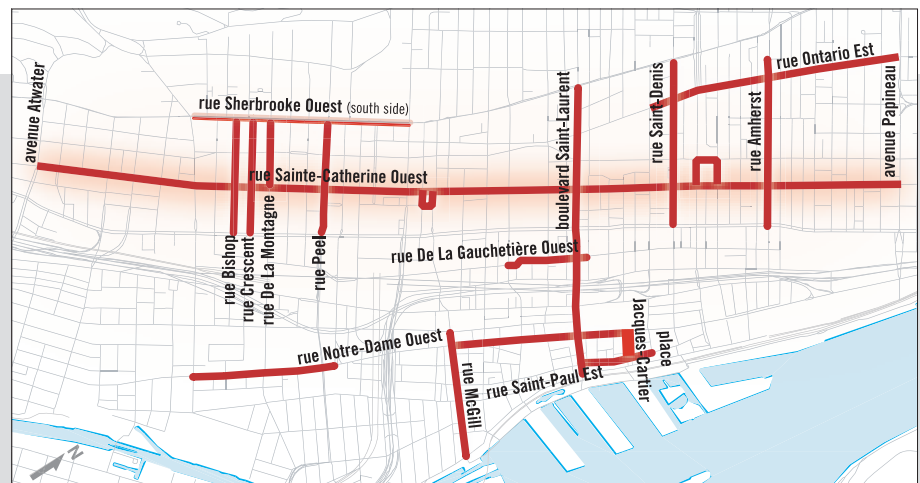 avenue Atwater
rue Sherbrooke Ouest (south side)
boulevard Saint-Laurent
rue Saint-Denis
rue Amherst
rue Ontario Est
avenue Papineau
rue Sainte-Catherine Ouest
rue Bishop
rue Crescent
rue De La Montagne
rue Peel
rue De La Gauchetière Ouest
rue Notre-Dame Ouest
rue McGill
rue Saint-Paul Est
place
Jacques-Cartier
N